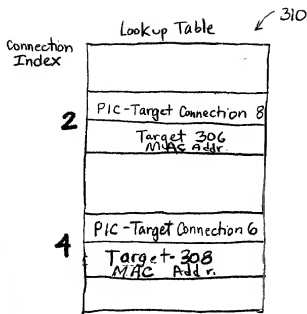 Lookup Table
310
Connection
Index
2
PIC-Target Connection 8
Target 306
MAC Addr.
4
PIC-Target Connection 6
Target-308
MAC Addr.